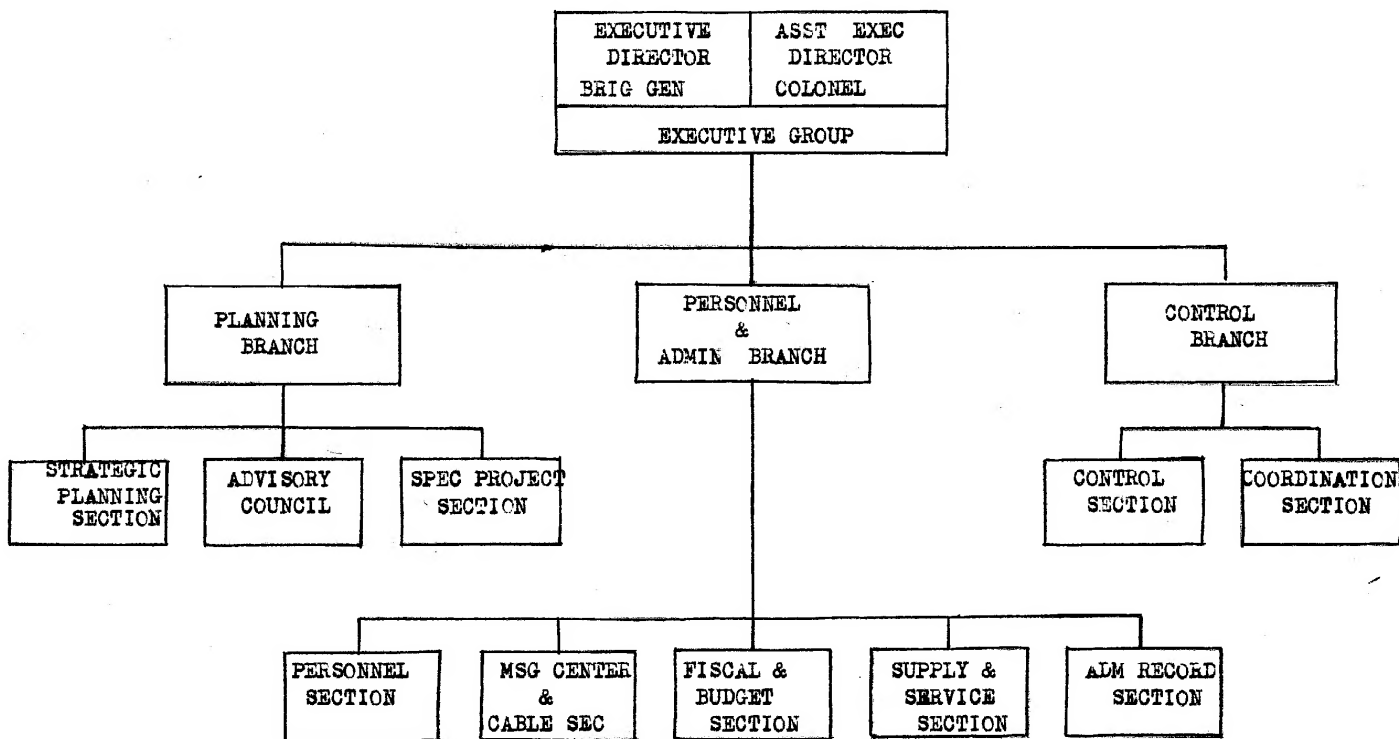 EXECUTIVE
DIRECTOR
BRIG GEN
ASST EXEC
DIRECTOR
COLONEL
EXECUTIVE GROUP
PLANNING
BRANCH
PERSONNEL
&
ADMIN BRANCH
CONTROL
BRANCH
STRATEGIC
PLANNING
SECTION
ADVISORY
COUNCIL
SPEC PROJECT
SECTION
CONTROL
SECTION
COORDINATION
SECTION
PERSONNEL
SECTION
MSG CENTER
&
CABLE SEC
FISCAL &
BUDGET
SECTION
SUPPLY &
SERVICE
SECTION
ADM RECORD
SECTION